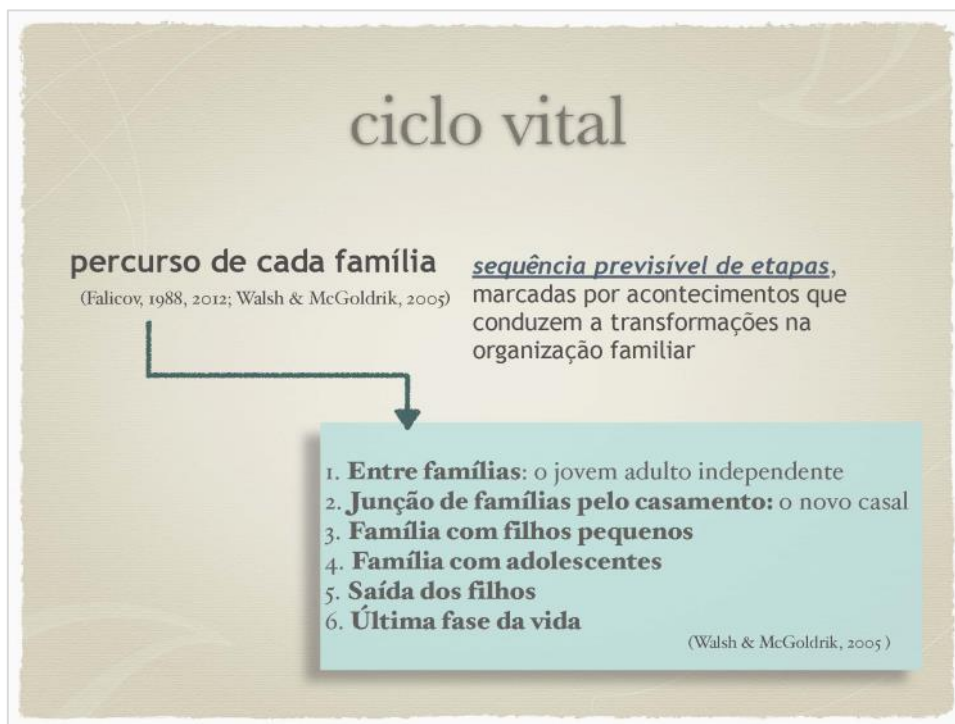 ciclo vital
percurso de cada família
(Falicov, 1988, 2012; Walsh & McGoldrik, 2005)
sequência previsível de etapas,
marcadas por acontecimentos que
conduzem a transformações na
organização familiar
1. Entre famílias: o jovem adulto independente
2. Junção de famílias pelo casamento: o novo casal
3. Família com filhos pequenos
4. Família com adolescentes
5. Saída dos filhos
6. Última fase da vida
(Walsh & McGoldrik, 2005 )